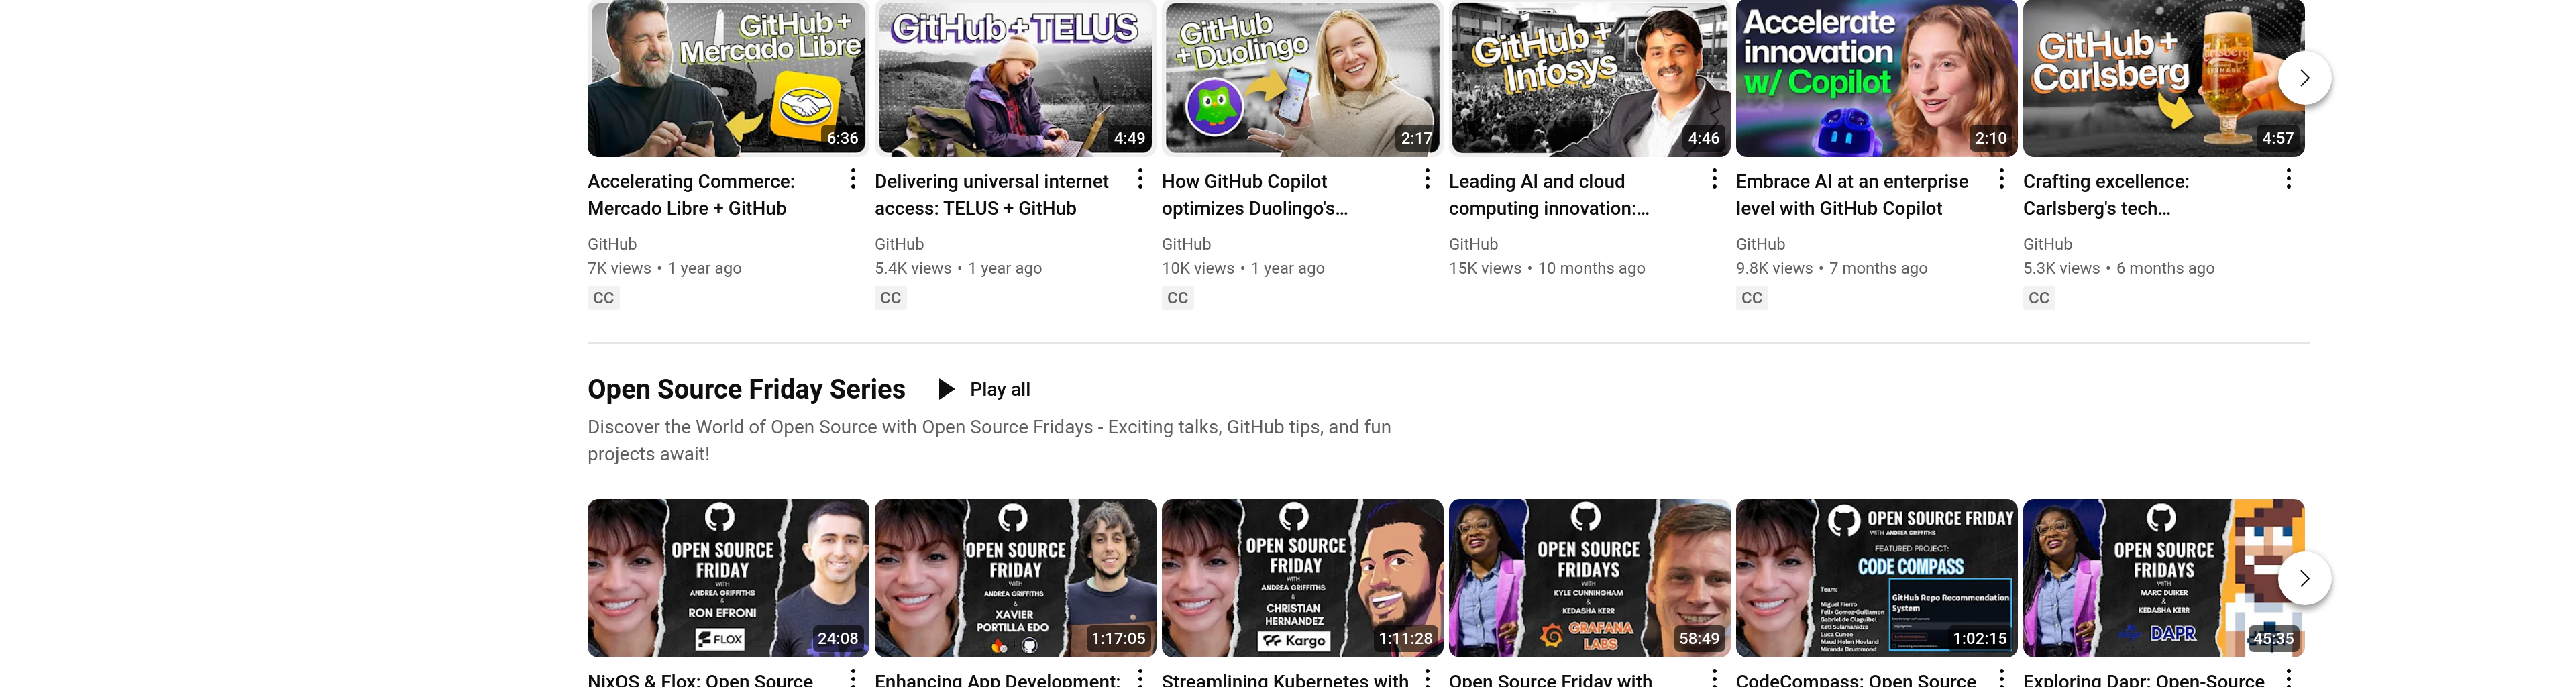 GitHub +
Mercado Libre
6:36
GitHub + TELUS
4:49
GitHub
+ Duolingo
2:17
GitHub +
Infosys
4:46
Accelerate
innovation
w/ Copilot
2:10
GitHub +
Carlsberg
4:57
Accelerating Commerce:
Mercado Libre + GitHub
GitHub
7K views • 1 year ago
CC
Delivering universal internet
access: TELUS + GitHub
GitHub
5.4K views • 1 year ago
CC
How GitHub Copilot
optimizes Duolingo's...
GitHub
10K views • 1 year ago
CC
Leading AI and cloud
computing innovation:...
GitHub
15K views • 10 months ago
Embrace AI at an enterprise
level with GitHub Copilot
GitHub
9.8K views • 7 months ago
CC
Crafting excellence:
Carlsberg's tech...
GitHub
5.3K views • 6 months ago
CC
Open Source Friday Series
Play all
Discover the World of Open Source with Open Source Fridays - Exciting talks, GitHub tips, and fun
projects await!
OPEN SOURCE
FRIDAY
WITH
ANDREA GRIFFITHS
&
RON EFRONI
FLOX
24:08
OPEN SOURCE
FRIDAY
WITH
ANDREA GRIFFITHS
&
XAVIER
PORTILLA EDO
1:17:05
OPEN SOURCE
FRIDAY
WITH
ANDREA GRIFFITHS
&
CHRISTIAN
HERNANDEZ
Kargo
1:11:28
OPEN SOURCE
FRIDAYS
WITH
KYLE CUNNINGHAM
&
KEDASHA KERR
GRAFANA
LABS
58:49
OPEN SOURCE FRIDAY
WITH ANDREA GRIFFITHS
FEATURED PROJECT:
CODE COMPASS
Team:
Miguel Fierro
Felix Gomez-Guillamon
Gabriel de Olaguibel
Keti Sulamanidze
Luca Cuneo
Maud Helen Hovland
Miranda Drummond
GitHub Repo Recommendation
System
1:02:15
OPEN SOURCE
FRIDAYS
WITH
MARC DUIKER
&
KEDASHA KERR
DAPR
45:35
NixOS & Flox: Open Source
Enhancing App Development:
Streamlining Kubernetes with
Open Source Friday with
CodeCompass: Open Source
Exploring Dapr: Open-Source